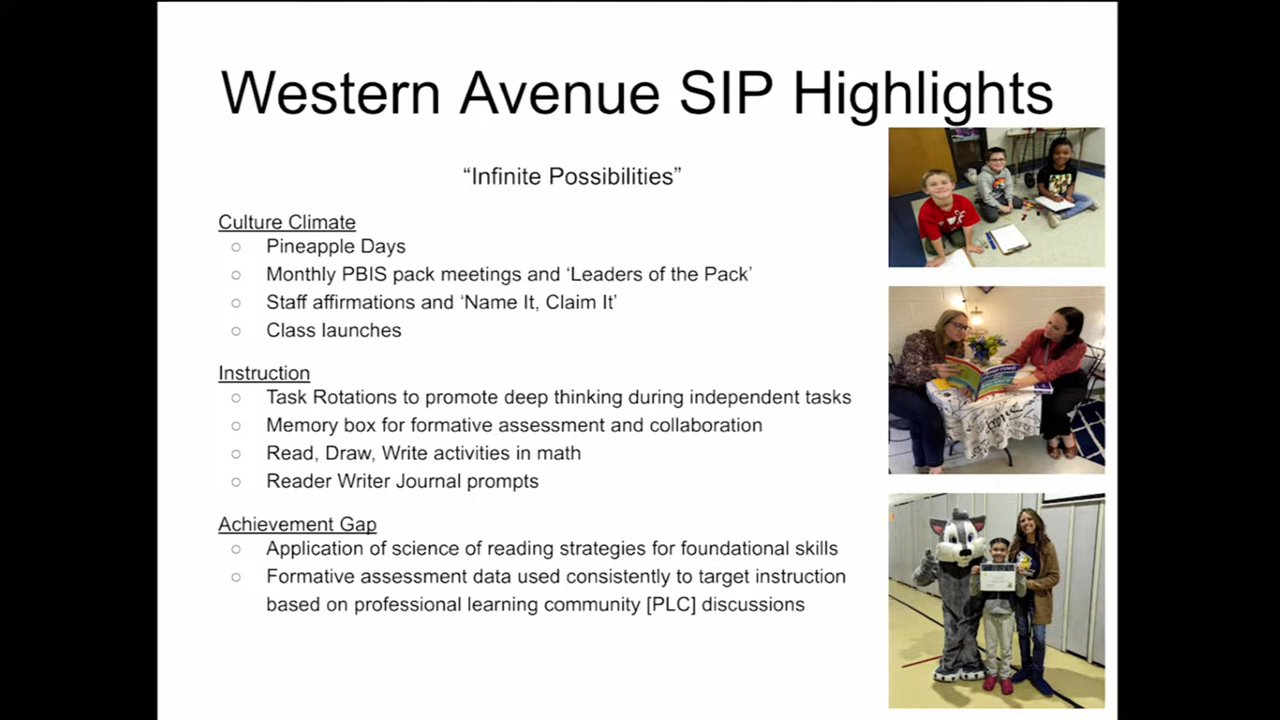 Western Avenue SIP Highlights
“Infinite Possibilities”
Culture Climate
○ Pineapple Days
○ Monthly PBIS pack meetings and ‘Leaders of the Pack’
○ Staff affirmations and ‘Name It, Claim It’
○ Class launches
Instruction
○ Task Rotations to promote deep thinking during independent tasks
○ Memory box for formative assessment and collaboration
○ Read, Draw, Write activities in math
○ Reader Writer Journal prompts
Achievement Gap
○ Application of science of reading strategies for foundational skills
○ Formative assessment data used consistently to target instruction
based on professional learning community [PLC] discussions